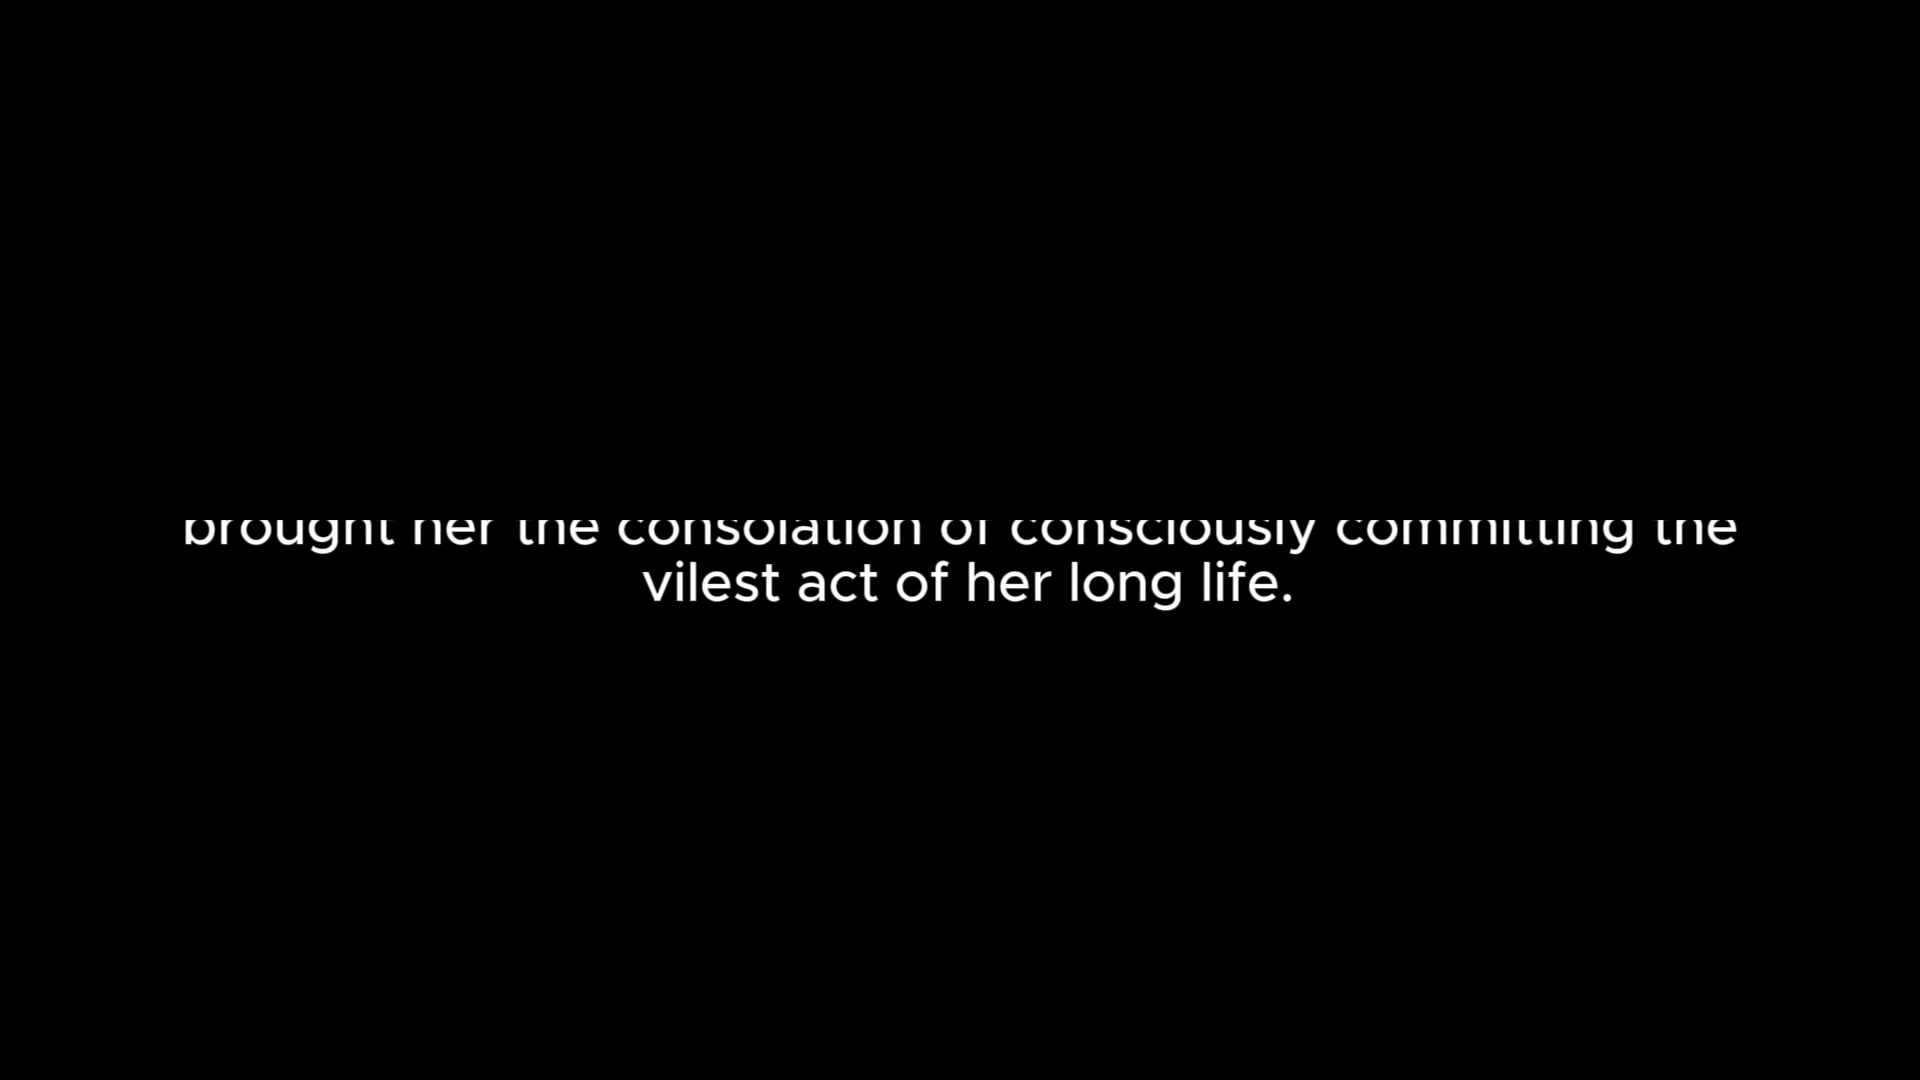 brought her the consolation of consciously committing the
vilest act of her long life.